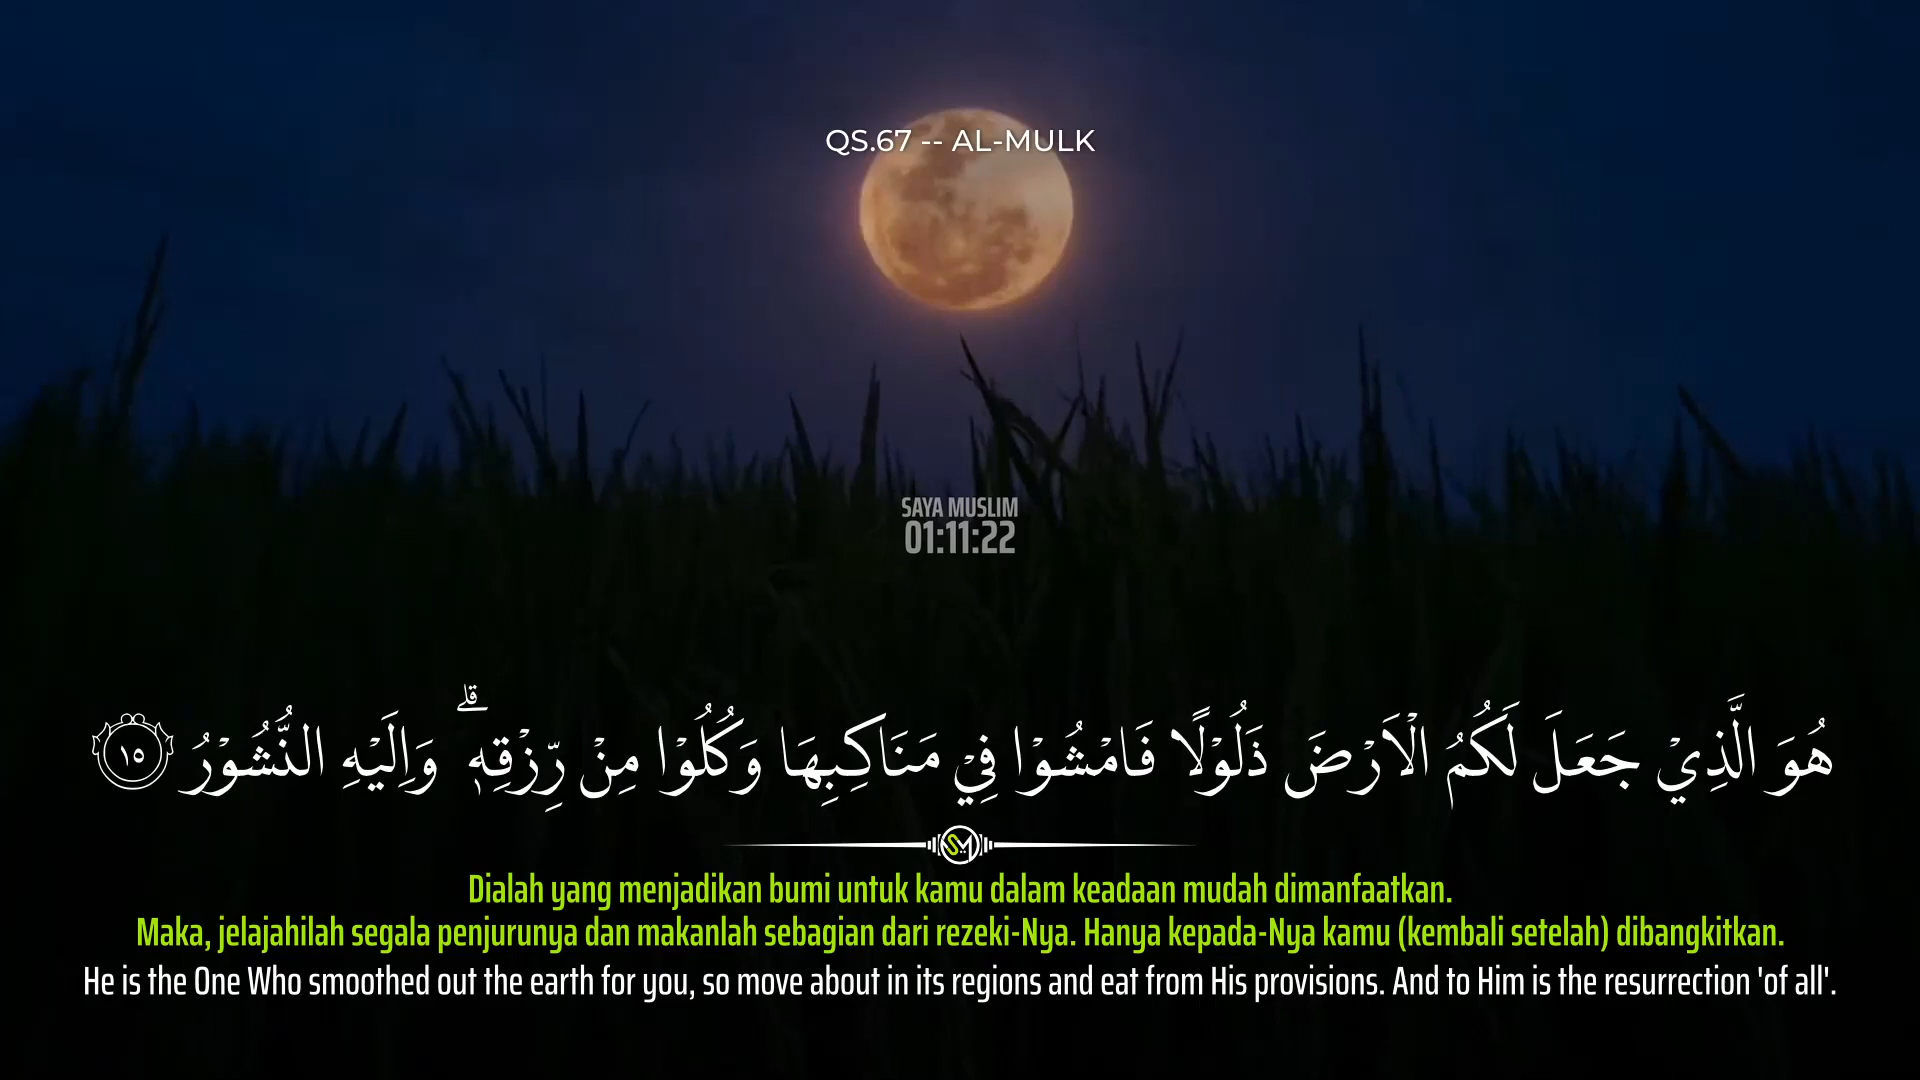 QS.67 -- AL-MULK
SAYA MUSLIM
01:11:22
هُوَ الَّذِيْ جَعَلَ لَكُمُ الْاَرْضَ ذَلُوْلًا فَامْشُوْا فِيْ مَنَاكِبِهَا وَكُلُوْا مِنْ رِّزْقِهٖۗ وَاِلَيْهِ النُّشُوْرُ ١٥
SM
Dialah yang menjadikan bumi untuk kamu dalam keadaan mudah dimanfaatkan.
Maka, jelajahilah segala penjurunya dan makanlah sebagian dari rezeki-Nya. Hanya kepada-Nya kamu (kembali setelah) dibangkitkan.
He is the One Who smoothed out the earth for you, so move about in its regions and eat from His provisions. And to Him is the resurrection 'of all'.